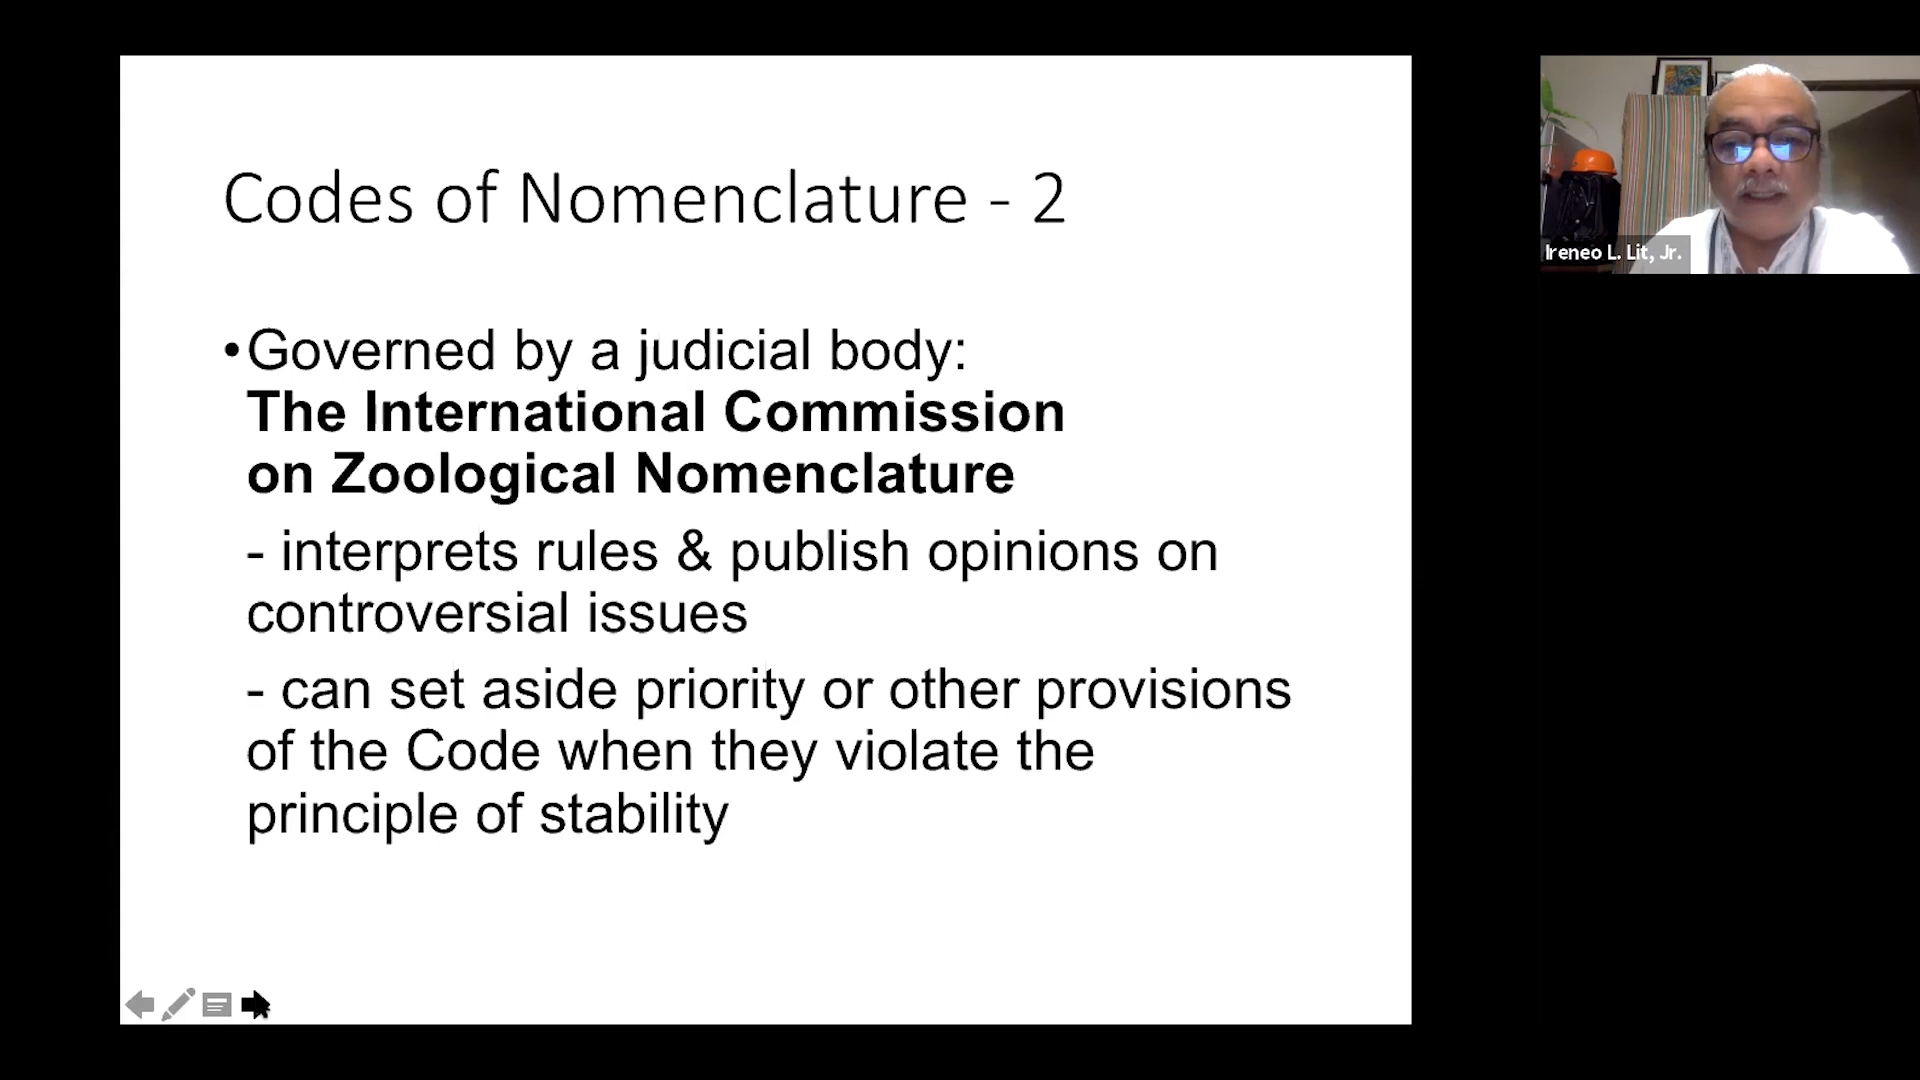 Codes of Nomenclature - 2
•Governed by a judicial body:
The International Commission
on Zoological Nomenclature
- interprets rules & publish opinions on
controversial issues
- can set aside priority or other provisions
of the Code when they violate the
principle of stability
Ireneo L. Lit, Jr.